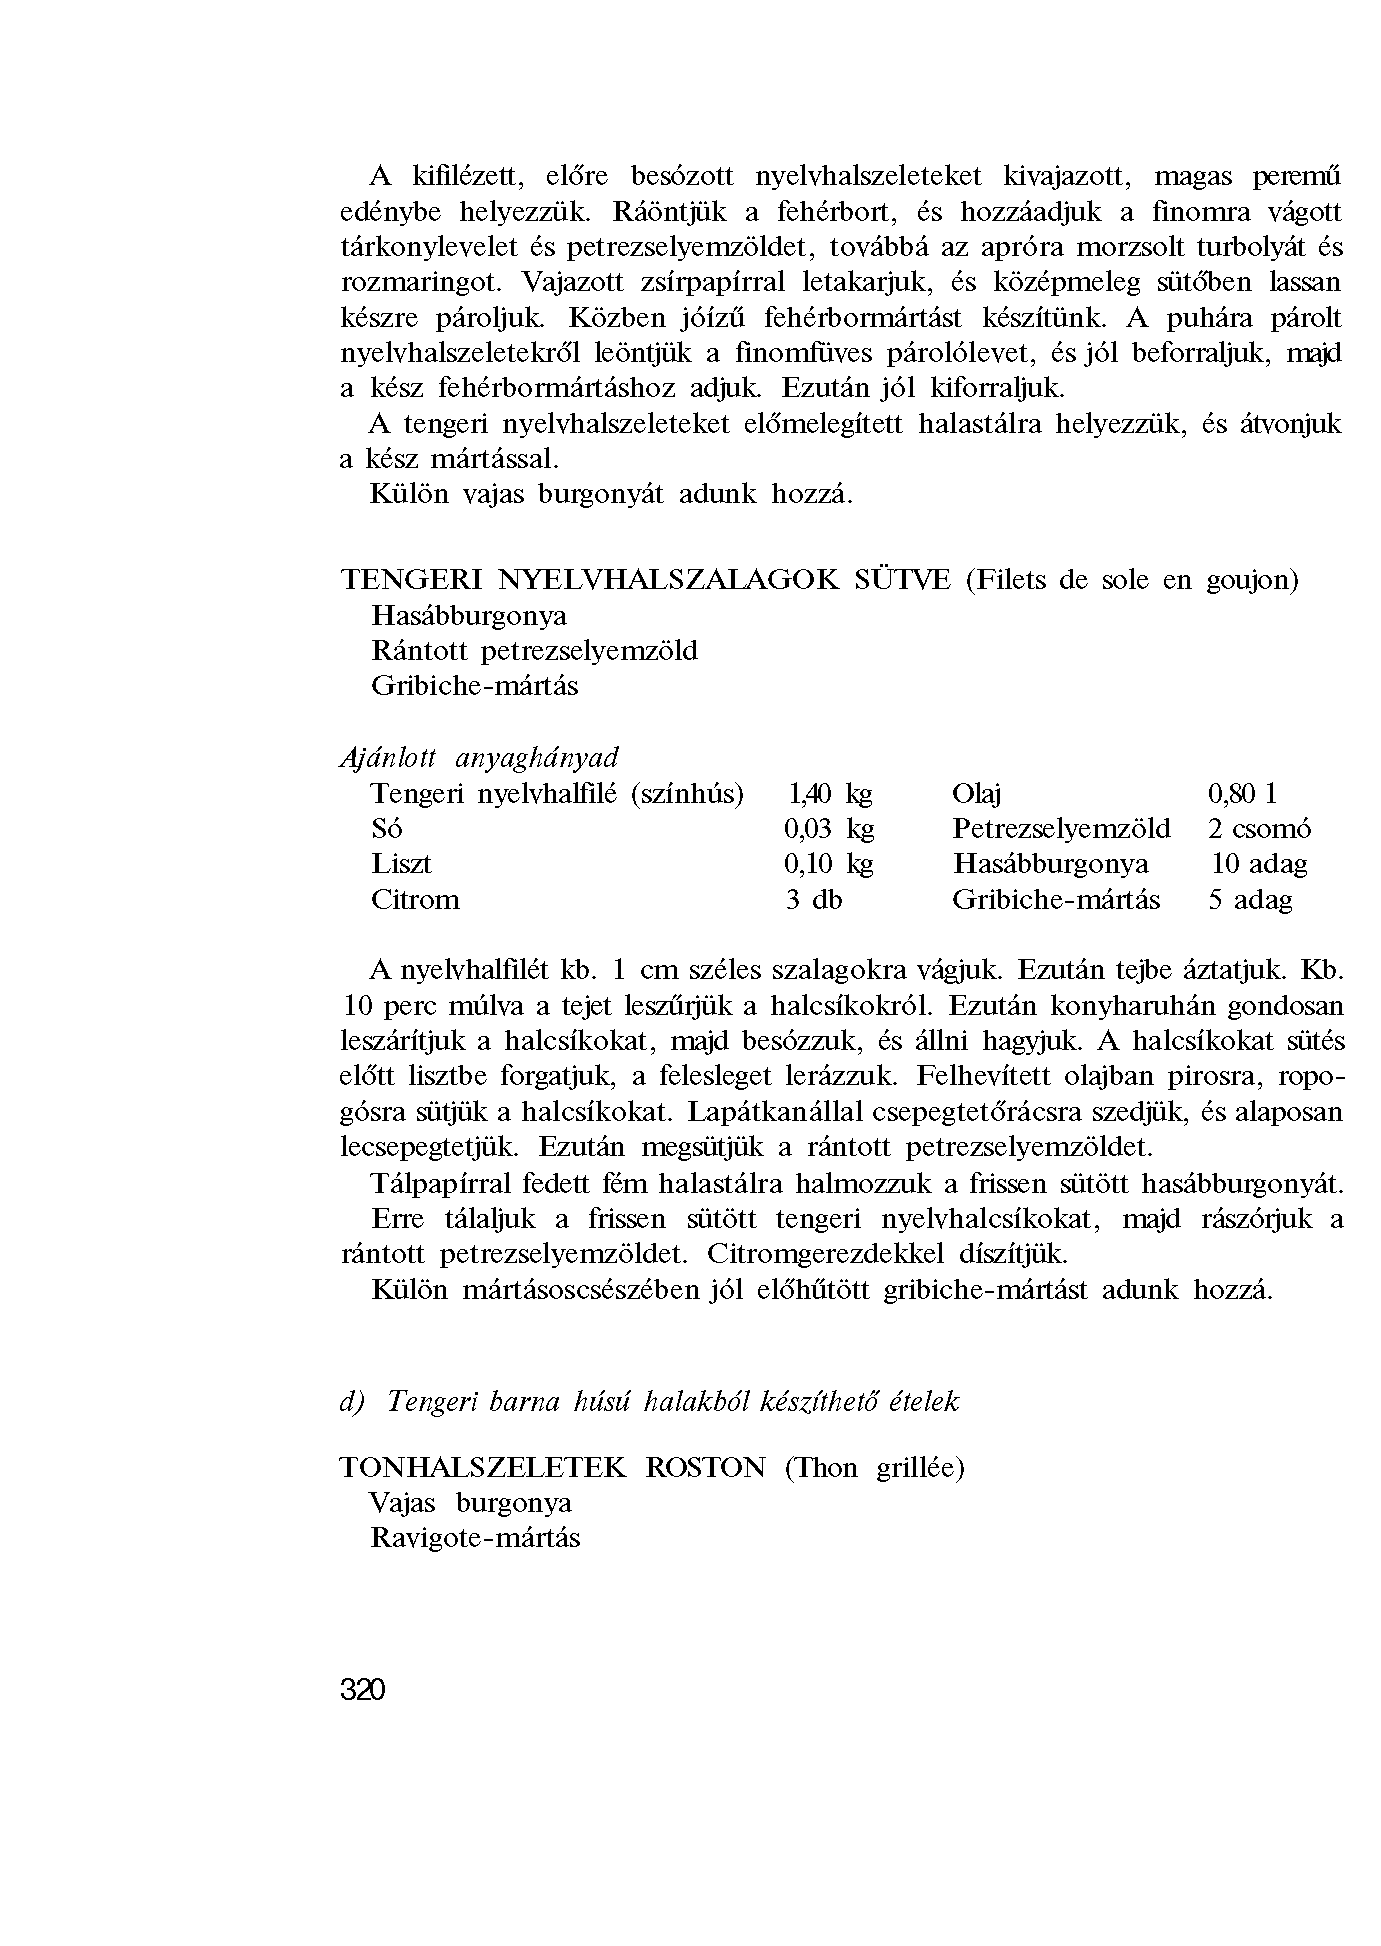 A kifilézett, előre besózott nyelvhalszeleteket kivajazott, magas peremű
edénybe helyezzük. Ráöntjük a fehérbort, és hozzáadjuk a finomra vágott
tárkonylevelet és petrezselyemzöldet, továbbá az apróra morzsolt turbolyát és
rozmaringot. Vajazott zsírpapírral letakarjuk, és középmeleg sütőben lassan
készre pároljuk. Közben jóízű fehérbormártást készítünk. A puhára párolt
nyelvhalszeletekről leöntjük a finomfüves párolólevet, és jól beforraljuk, majd
a kész fehérbormártáshoz adjuk. Ezután jól kiforraljuk.
A tengeri nyelvhalszeleteket előmelegített halastálra helyezzük, és átvonjuk
a kész mártással.
Külön vajas burgonyát adunk hozzá.
TENGERI NYELVHALSZALAGOK SÜTVE (Filets de sole en goujon)
Hasábburgonya
Rántott petrezselyemzöld
Gribiche-mártás
Ajánlott anyaghányad
Tengeri nyelvhalfilé (színhús) 1,40 kg Olaj 0,80 l
Só 0,03 kg Petrezselyemzöld 2 csomó
Liszt 0,10 kg Hasábburgonya 10 adag
Citrom 3 db Gribiche-mártás 5 adag
A nyelvhalfilét kb. 1 cm széles szalagokra vágjuk. Ezután tejbe áztatjuk. Kb.
10 perc múlva a tejet leszűrjük a halcsíkokról. Ezután konyharuhán gondosan
leszárítjuk a halcsíkokat, majd besózzuk, és állni hagyjuk. A halcsíkokat sütés
előtt lisztbe forgatjuk, a felesleget lerázzuk. Felhevített olajban pirosra, ropo-
gósra sütjük a halcsíkokat. Lapátkanállal csepegtetőrácsra szedjük, és alaposan
lecsepegtetjük. Ezután megsütjük a rántott petrezselyemzöldet.
Tálpapírral fedett fém halastálra halmozzuk a frissen sütött hasábburgonyát.
Erre tálaljuk a frissen sütött tengeri nyelvhalcsíkokat, majd rászórjuk a
rántott petrezselyemzöldet. Citromgerezdekkel díszítjük.
Külön mártásoscsészében jól előhűtött gribiche-mártást adunk hozzá.
d) Tengeri barna húsú halakból készíthető ételek
TONHALSZELETEK ROSTON (Thon grillée)
Vajas burgonya
Ravigote-mártás
320